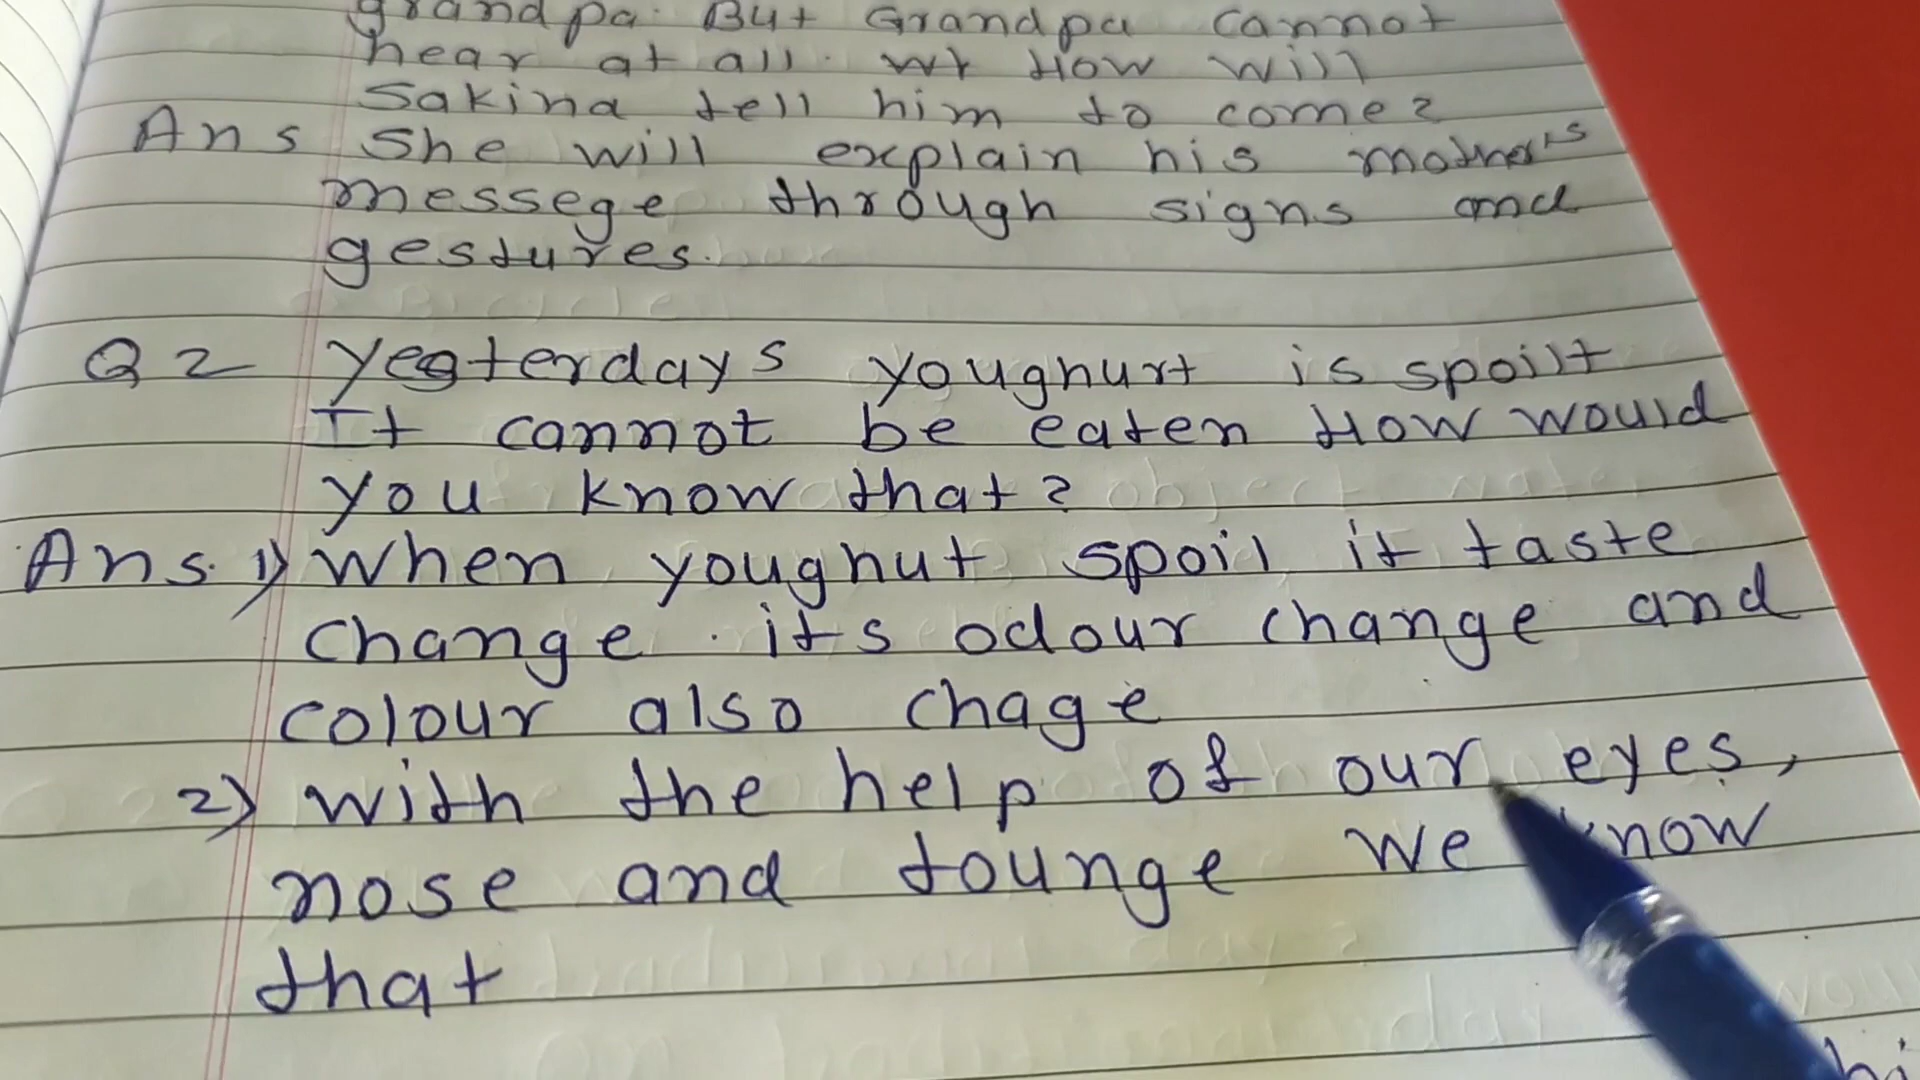 grandpa. But Grandpa cannot
hear at all. wt How will
Sakina tell him to come?
Ans She will explain his mother's
messege through signs and
gestures.
Q 2 Yesterdays youghurt is spoilt
It cannot be eaten How would
you know that?
Ans. 1) When youghut spoil it taste
change . its odour change and
colour also chage
2) With the help of our eyes,
nose and tounge we know
that